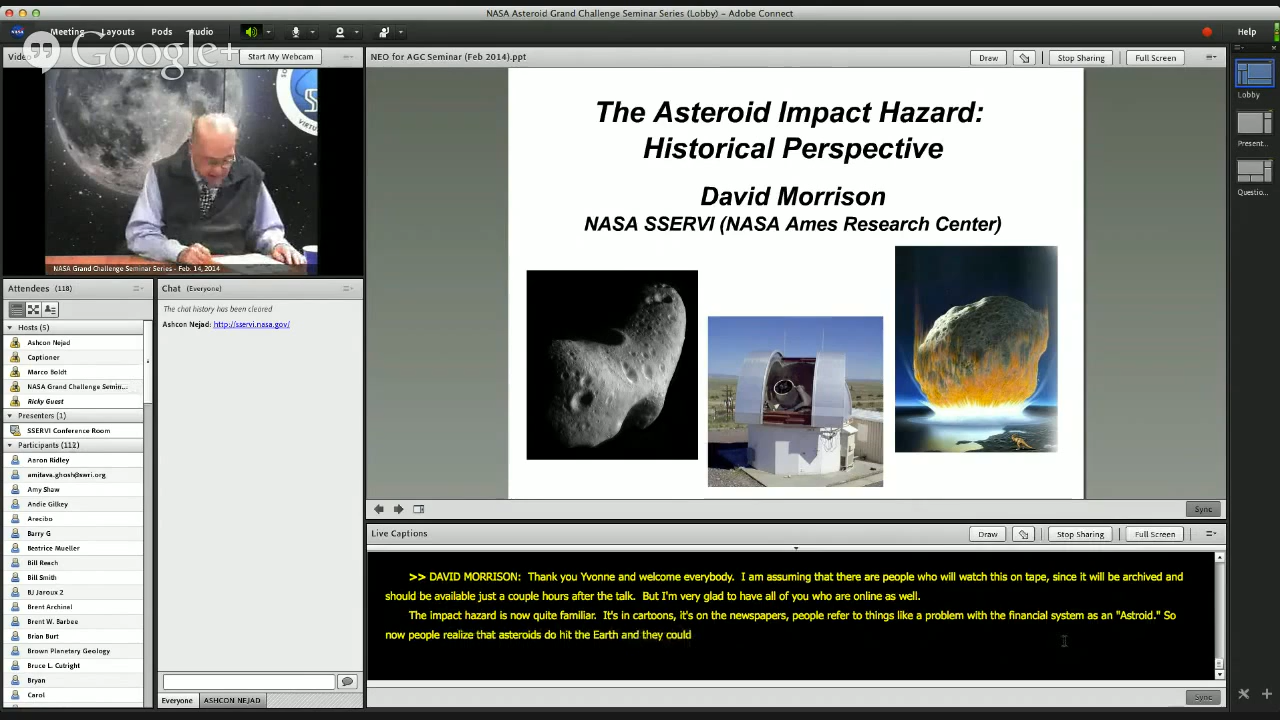 NASA Asteroid Grand Challenge Seminar Series (Lobby) - Adobe Connect
NASA
Meeting
Layouts
Pods
Audio
Help
Google+
Video
Start My Webcam
VIRTU
NASA Grand Challenge Seminar Series - Feb. 14, 2014
Attendees (118)
Hosts (5)
Ashcon Nejad
Captioner
Marco Boldt
NASA Grand Challenge Semin...
Ricky Guest
Presenters (1)
SSERVI Conference Room
Participants (112)
Aaron Ridley
amitava.ghosh@swri.org
Amy Shaw
Andie Gilkey
Arecibo
Barry G
Beatrice Mueller
Bill Reach
Bill Smith
BJ Jaroux 2
Brent Archinal
Brent W. Barbee
Brian Burt
Brown Planetary Geology
Bruce L. Cutright
Bryan
Carol
Chat (Everyone)
The chat history has been cleared
Ashcon Nejad: http://sservi.nasa.gov/
Everyone
ASHCON NEJAD
NEO for AGC Seminar (Feb 2014).ppt
Draw
Stop Sharing
Full Screen
The Asteroid Impact Hazard:
Historical Perspective
David Morrison
NASA SSERVI (NASA Ames Research Center)
Sync
Live Captions
Draw
Stop Sharing
Full Screen
>> DAVID MORRISON: Thank you Yvonne and welcome everybody. I am assuming that there are people who will watch this on tape, since it will be archived and
should be available just a couple hours after the talk. But I'm very glad to have all of you who are online as well.
The impact hazard is now quite familiar. It's in cartoons, it's on the newspapers, people refer to things like a problem with the financial system as an "Astroid." So
now people realize that asteroids do hit the Earth and they could
Sync
Lobby
Present...
Questio...